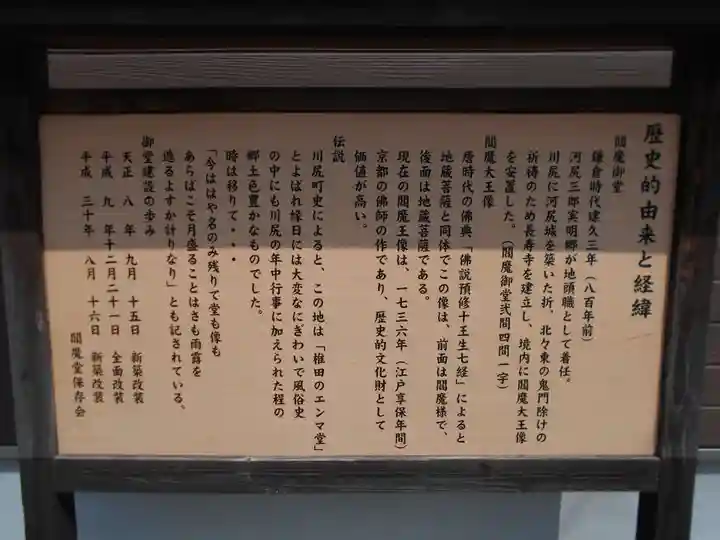 歴史的由来と経緯
閻魔御堂
鎌倉時代建久三年（八百年前）
河尻三郎実明郷が地頭職として着任。
川尻に河尻城を築いた折、北々東の鬼門除けの
祈祷のため長寿寺を建立し、境内に閻魔大王像
を安置した。（閻魔御堂弐間四間一字）
閻魔大王像
唐時代の佛典「佛説預修十王生七経」によると
地蔵菩薩と同体でこの像は、前面は閻魔様で、
後面は地蔵菩薩である。
現在の閻魔王像は、一七三六年（江戸享保年間）
京都の佛師の作であり、歴史的文化財として
価値が高い。
伝説
川尻町史によると、この地は「椎田のエンマ堂」
とよばれ縁日には大変なにぎわいで風俗史
の中にも川尻の年中行事に加えられた程の
郷土色豊かなものでした。
時は移りて・・・
「今ははや名のみ残りて堂も像も
あらばこそ月盛ることはさも雨露を
遮るよすが計りなり」とも記されている、
御堂建設の歩み
天正 八 年 九月 十五日 新築改装
平成 九 年十二月二十一日 全面改装
平成 三十年 八月 十六日 新築改装
閻魔堂保存会